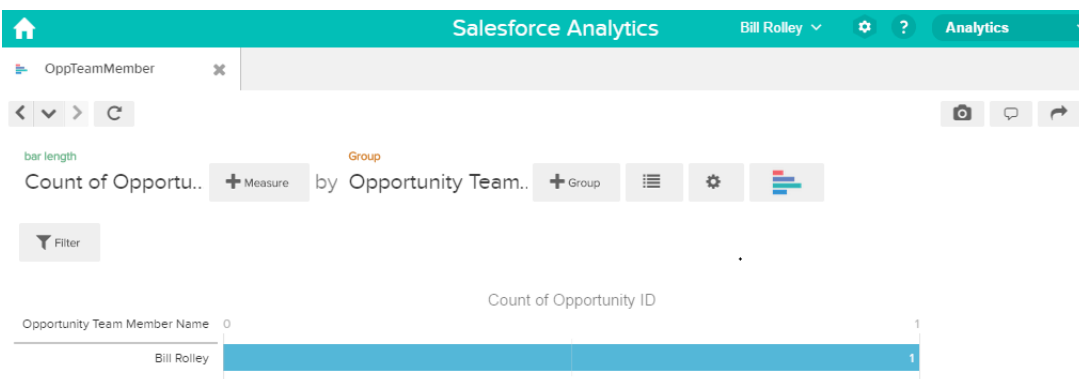 Salesforce Analytics Bill Rolley ? Analytics
OppTeamMember
bar length Group
Count of Opportu.. Measure by Opportunity Team.. Group
Filter
Count of Opportunity ID
Opportunity Team Member Name 0 1
Bill Rolley 1